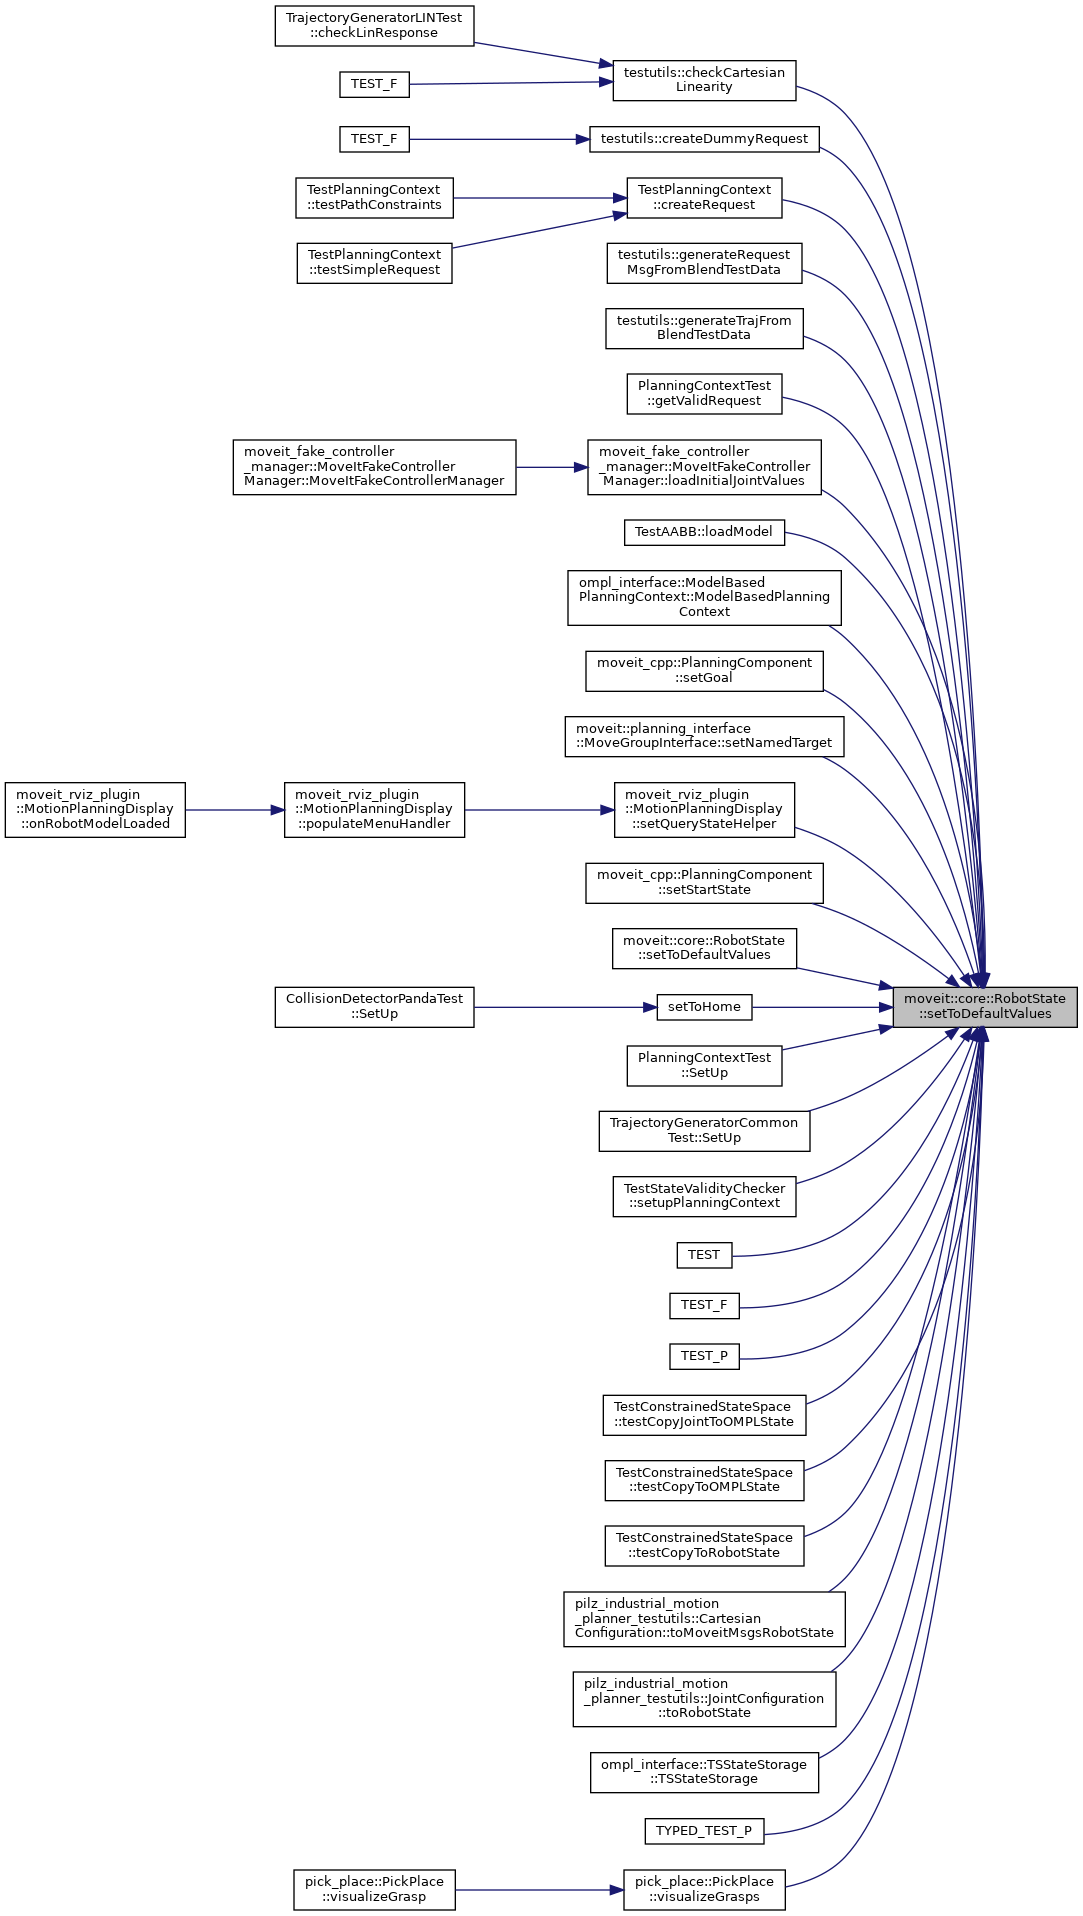 TrajectoryGeneratorLINTest
::checkLinResponse
testutils::checkCartesian
Linearity
TEST_F
TEST_F
testutils::createDummyRequest
TestPlanningContext
::testPathConstraints
TestPlanningContext
::createRequest
TestPlanningContext
::testSimpleRequest
testutils::generateRequest
MsgFromBlendTestData
testutils::generateTrajFrom
BlendTestData
PlanningContextTest
::getValidRequest
moveit_fake_controller
_manager::MoveItFakeController
Manager::MoveItFakeControllerManager
moveit_fake_controller
_manager::MoveItFakeController
Manager::loadInitialJointValues
TestAABB::loadModel
ompl_interface::ModelBased
PlanningContext::ModelBasedPlanning
Context
moveit_cpp::PlanningComponent
::setGoal
moveit::planning_interface
::MoveGroupInterface::setNamedTarget
moveit_rviz_plugin
::MotionPlanningDisplay
::onRobotModelLoaded
moveit_rviz_plugin
::MotionPlanningDisplay
::populateMenuHandler
moveit_rviz_plugin
::MotionPlanningDisplay
::setQueryStateHelper
moveit_cpp::PlanningComponent
::setStartState
moveit::core::RobotState
::setToDefaultValues
CollisionDetectorPandaTest
::SetUp
setToHome
moveit::core::RobotState
::setToDefaultValues
PlanningContextTest
::SetUp
TrajectoryGeneratorCommon
Test::SetUp
TestStateValidityChecker
::setupPlanningContext
TEST
TEST_F
TEST_P
TestConstrainedStateSpace
::testCopyJointToOMPLState
TestConstrainedStateSpace
::testCopyToOMPLState
TestConstrainedStateSpace
::testCopyToRobotState
pilz_industrial_motion
_planner_testutils::Cartesian
Configuration::toMoveitMsgsRobotState
pilz_industrial_motion
_planner_testutils::JointConfiguration
::toRobotState
ompl_interface::TSStateStorage
::TSStateStorage
TYPED_TEST_P
pick_place::PickPlace
::visualizeGrasp
pick_place::PickPlace
::visualizeGrasps